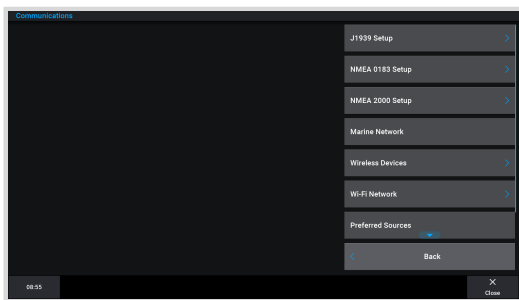 Communications
J1939 Setup
NMEA 0183 Setup
NMEA 2000 Setup
Marine Network
Wireless Devices
Wi-Fi Network
Preferred Sources
Back
08:55
Close